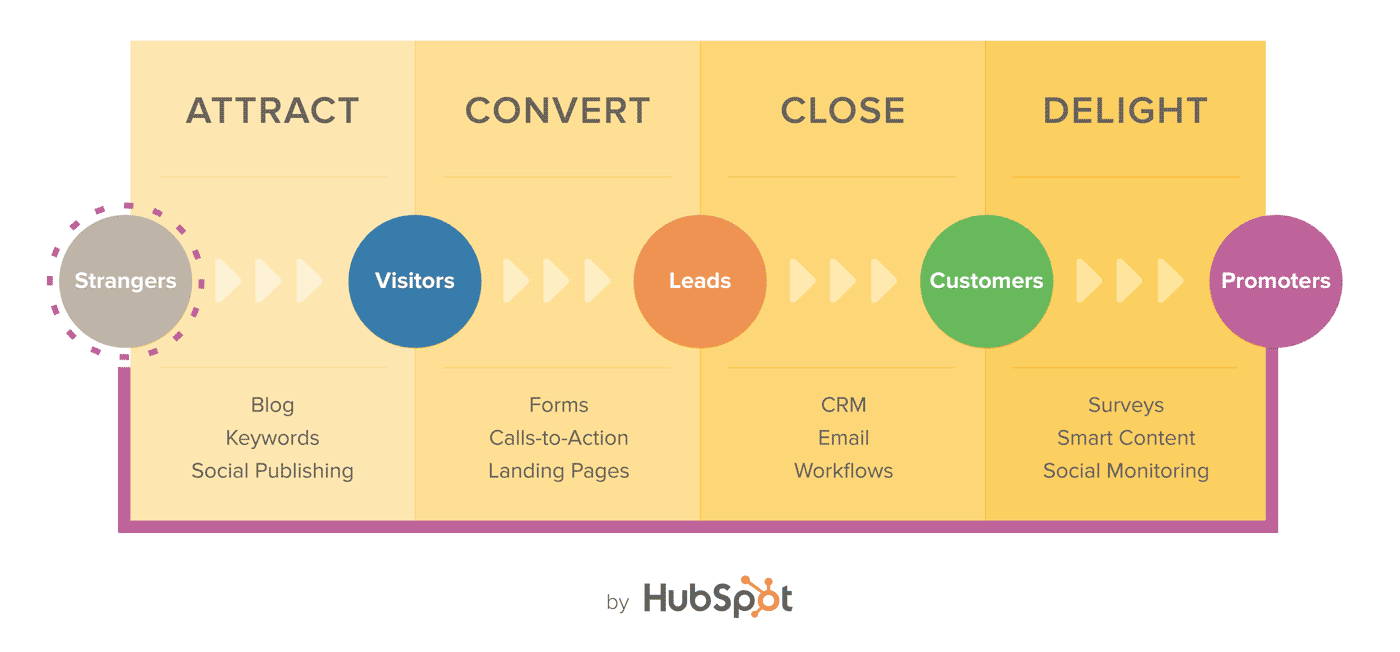 ATTRACT
CONVERT
CLOSE
DELIGHT
Strangers
Visitors
Leads
Customers
Promoters
Blog
Keywords
Social Publishing
Forms
Calls-to-Action
Landing Pages
CRM
Email
Workflows
Surveys
Smart Content
Social Monitoring
by HubSpot